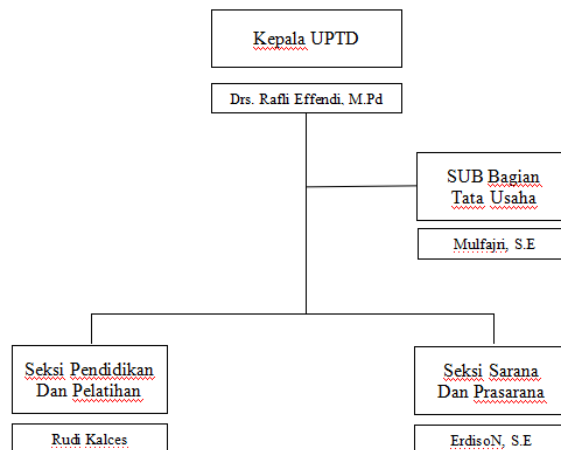 Kepala UPTD
Drs. Rafli Effendi, M.Pd
SUB Bagian
Tata Usaha
Mulfajri, S.E
Seksi Pendidikan
Dan Pelatihan
Seksi Sarana
Dan Prasarana
Rudi Kalces
ErdisoN, S.E